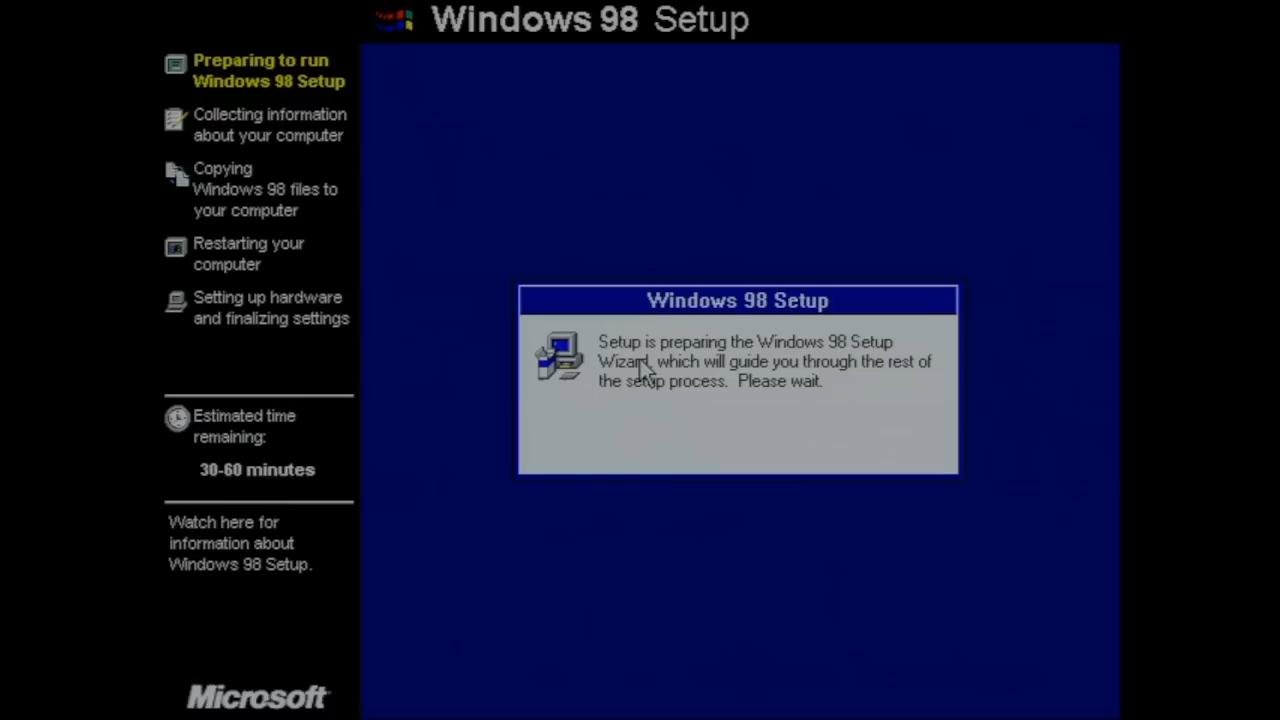 Windows 98 Setup
Preparing to run
Windows 98 Setup
Collecting information
about your computer
Copying
Windows 98 files to
your computer
Restarting your
computer
Setting up hardware
and finalizing settings
Estimated time
remaining:
30-60 minutes
Watch here for
information about
Windows 98 Setup.
Microsoft
Windows 98 Setup
Setup is preparing the Windows 98 Setup
Wizard, which will guide you through the rest of
the setup process. Please wait.